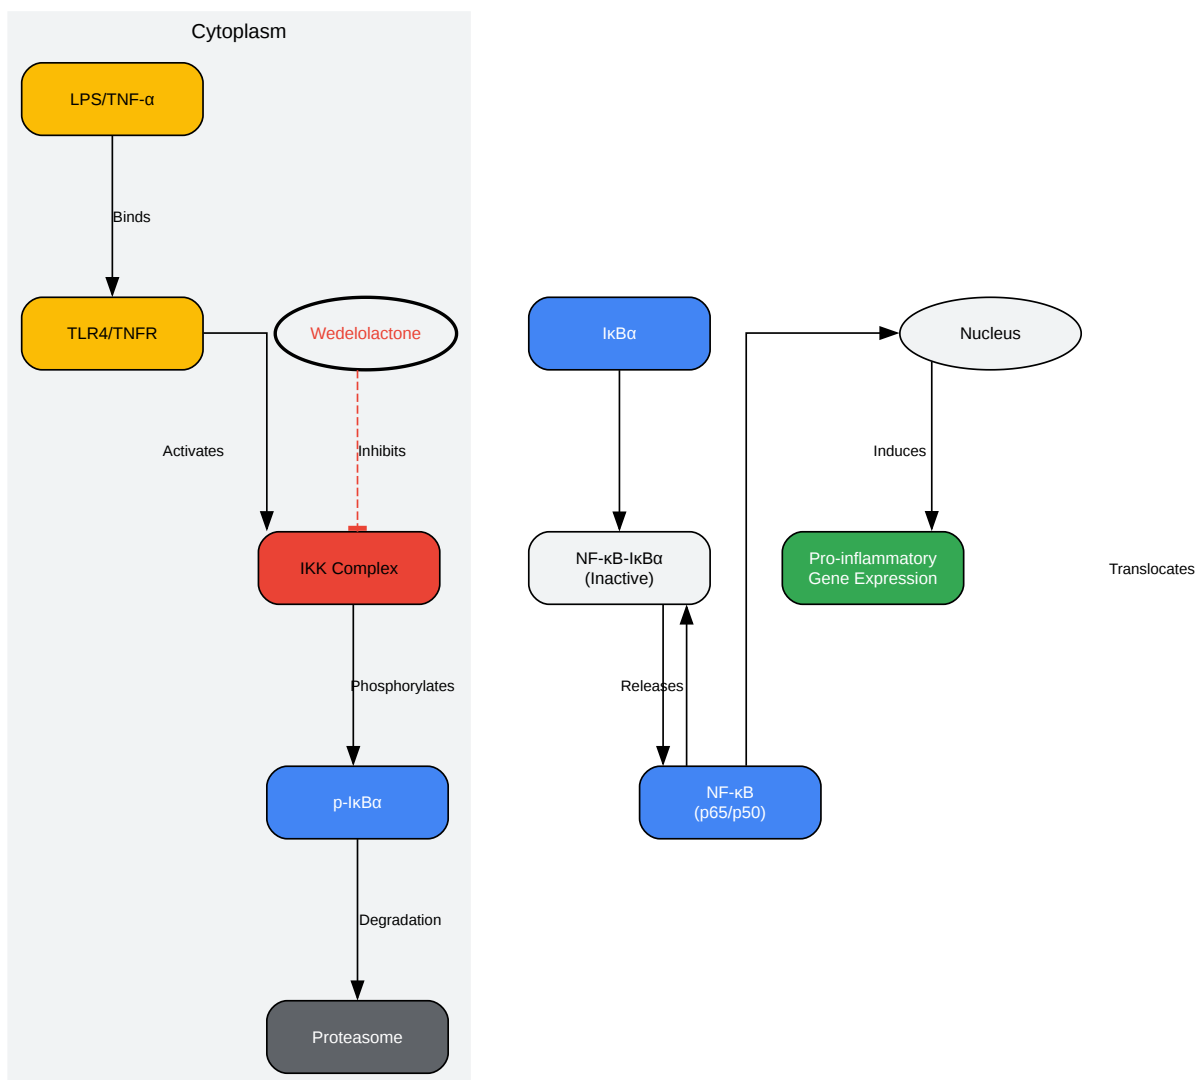 Cytoplasm
LPS/TNF-α
Binds
TLR4/TNFR
Wedelolactone
IκBα
Nucleus
Activates
Inhibits
Induces
IKK Complex
NF-κB-IκBα
(Inactive)
Pro-inflammatory
Gene Expression
Translocates
Phosphorylates
Releases
p-IκBα
NF-κB
(p65/p50)
Degradation
Proteasome